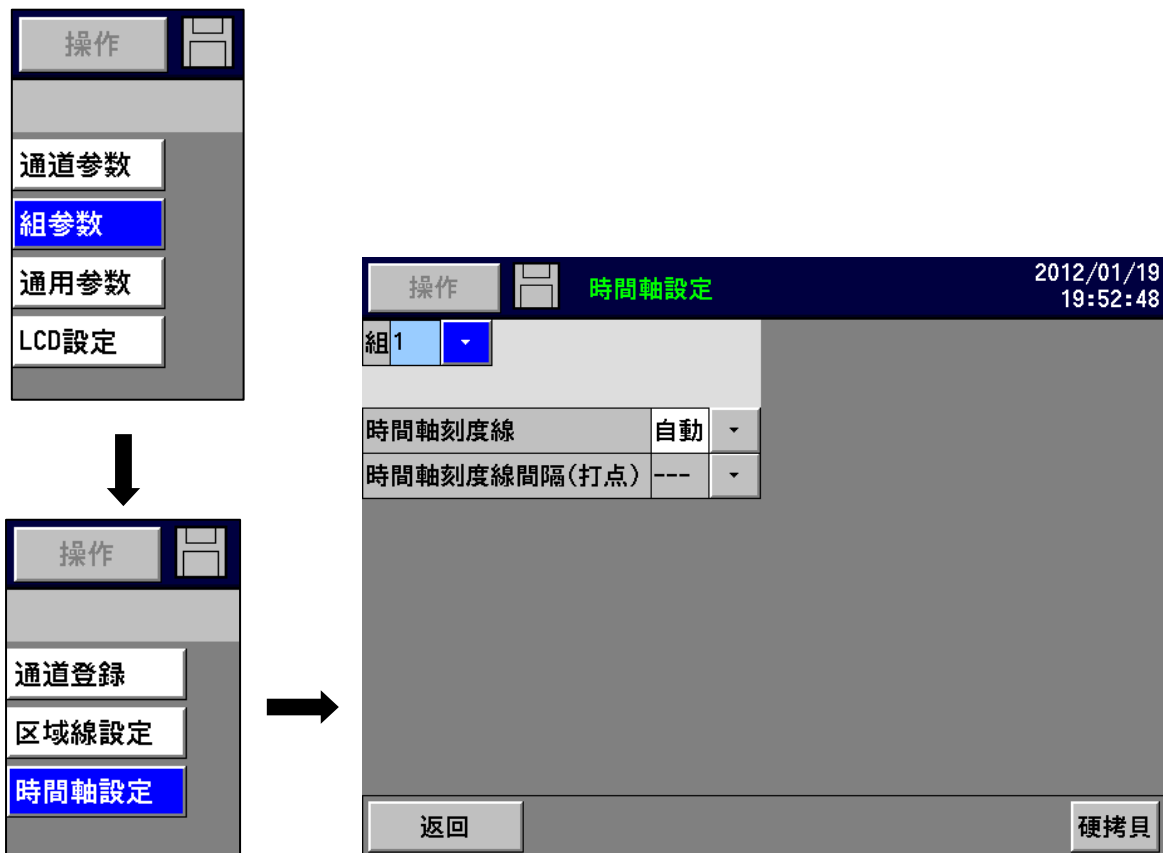 操作
通道参数
組参数
通用参数
LCD設定
操作
通道登録
区域線設定
時間軸設定
操作 時間軸設定 2012/01/19
19:52:48
組 1
時間軸刻度線 自動
時間軸刻度線間隔(打点) ---
返回 硬拷貝